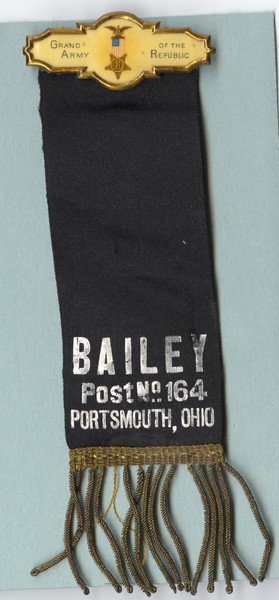 GRAND ARMY
OF THE REPUBLIC
BAILEY
Post No 164
PORTSMOUTH, OHIO